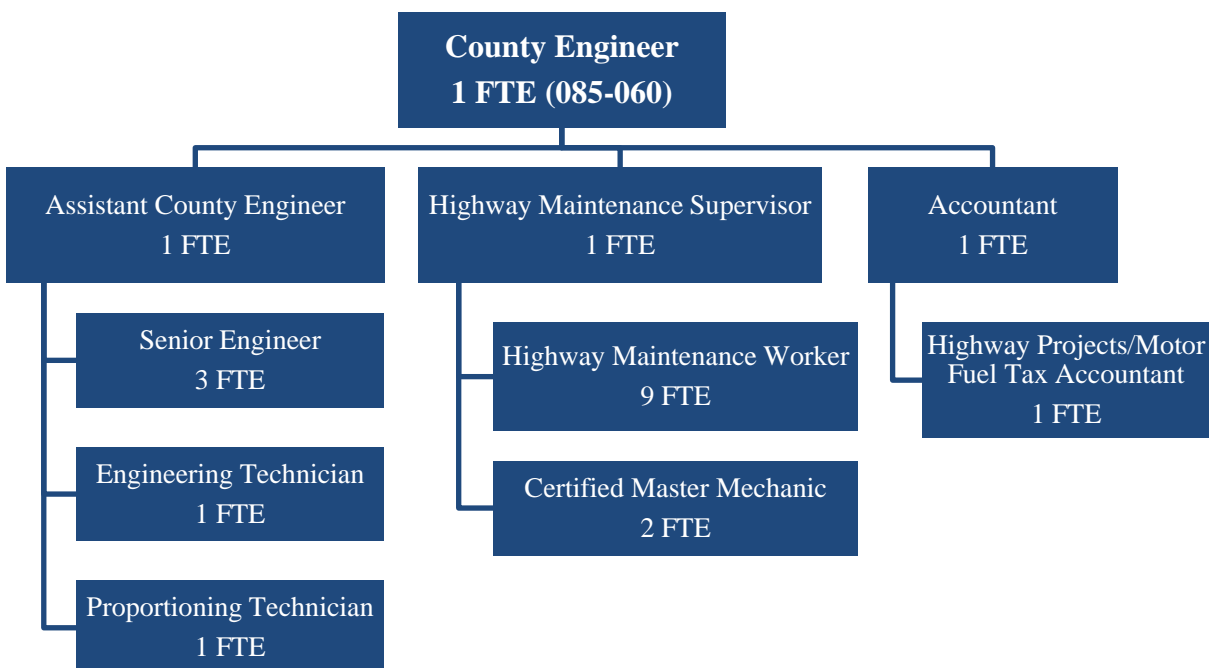 County Engineer
1 FTE (085-060)
Assistant County Engineer
1 FTE
Highway Maintenance Supervisor
1 FTE
Accountant
1 FTE
Senior Engineer
3 FTE
Engineering Technician
1 FTE
Proportioning Technician
1 FTE
Highway Maintenance Worker
9 FTE
Certified Master Mechanic
2 FTE
Highway Projects/Motor
Fuel Tax Accountant
1 FTE